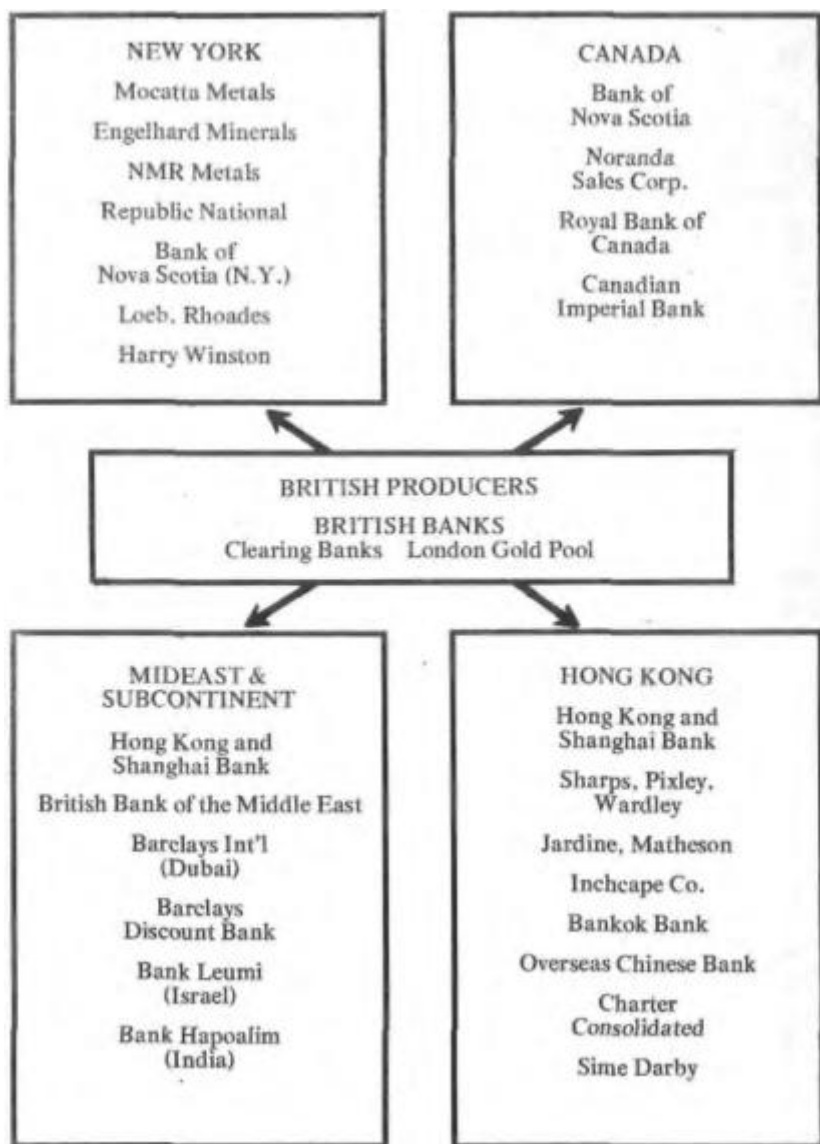 NEW YORK
Mocatta Metals
Engelhard Minerals
NMR Metals
Republic National
Bank of
Nova Scotia (N.Y.)
Loeb, Rhoades
Harry Winston
CANADA
Bank of
Nova Scotia
Noranda
Sales Corp.
Royal Bank of
Canada
Canadian
Imperial Bank
BRITISH PRODUCERS
BRITISH BANKS
Clearing Banks London Gold Pool
MIDEAST &
SUBCONTINENT
Hong Kong and
Shanghai Bank
British Bank of the Middle East
Barclays Int'l
(Dubai)
Barclays
Discount Bank
Bank Leumi
(Israel)
Bank Hapoalim
(India)
HONG KONG
Hong Kong and
Shanghai Bank
Sharps, Pixley,
Wardley
Jardine, Matheson
Inchcape Co.
Bankok Bank
Overseas Chinese Bank
Charter
Consolidated
Sime Darby